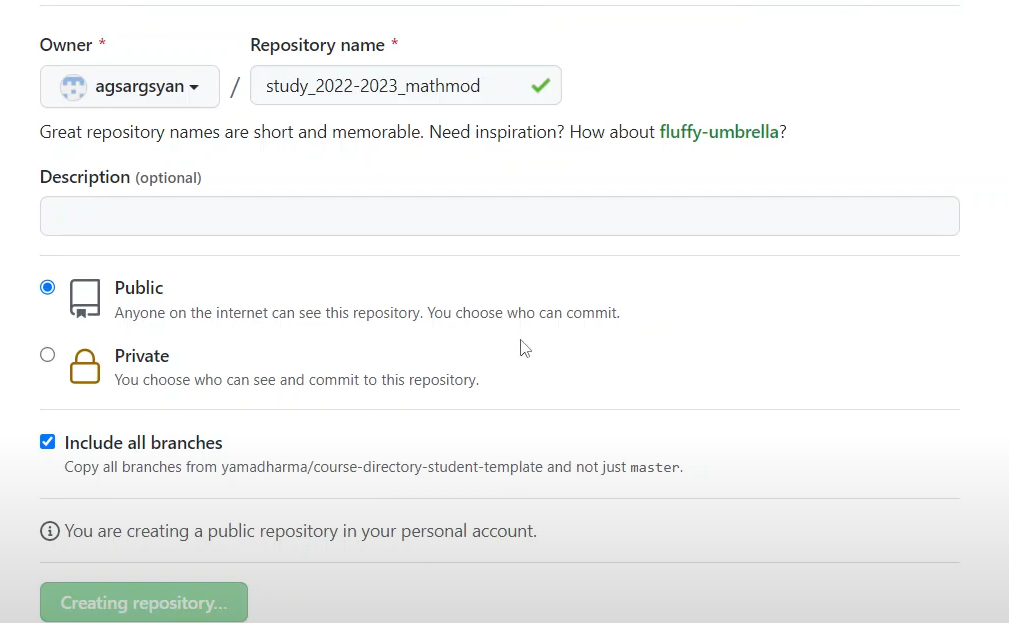 Owner * Repository name *
agsargsyan / study_2022-2023_mathmod
Great repository names are short and memorable. Need inspiration? How about fluffy-umbrella?
Description (optional)
Public
Anyone on the internet can see this repository. You choose who can commit.
Private
You choose who can see and commit to this repository.
Include all branches
Copy all branches from yamadharma/course-directory-student-template and not just master.
You are creating a public repository in your personal account.
Creating repository...